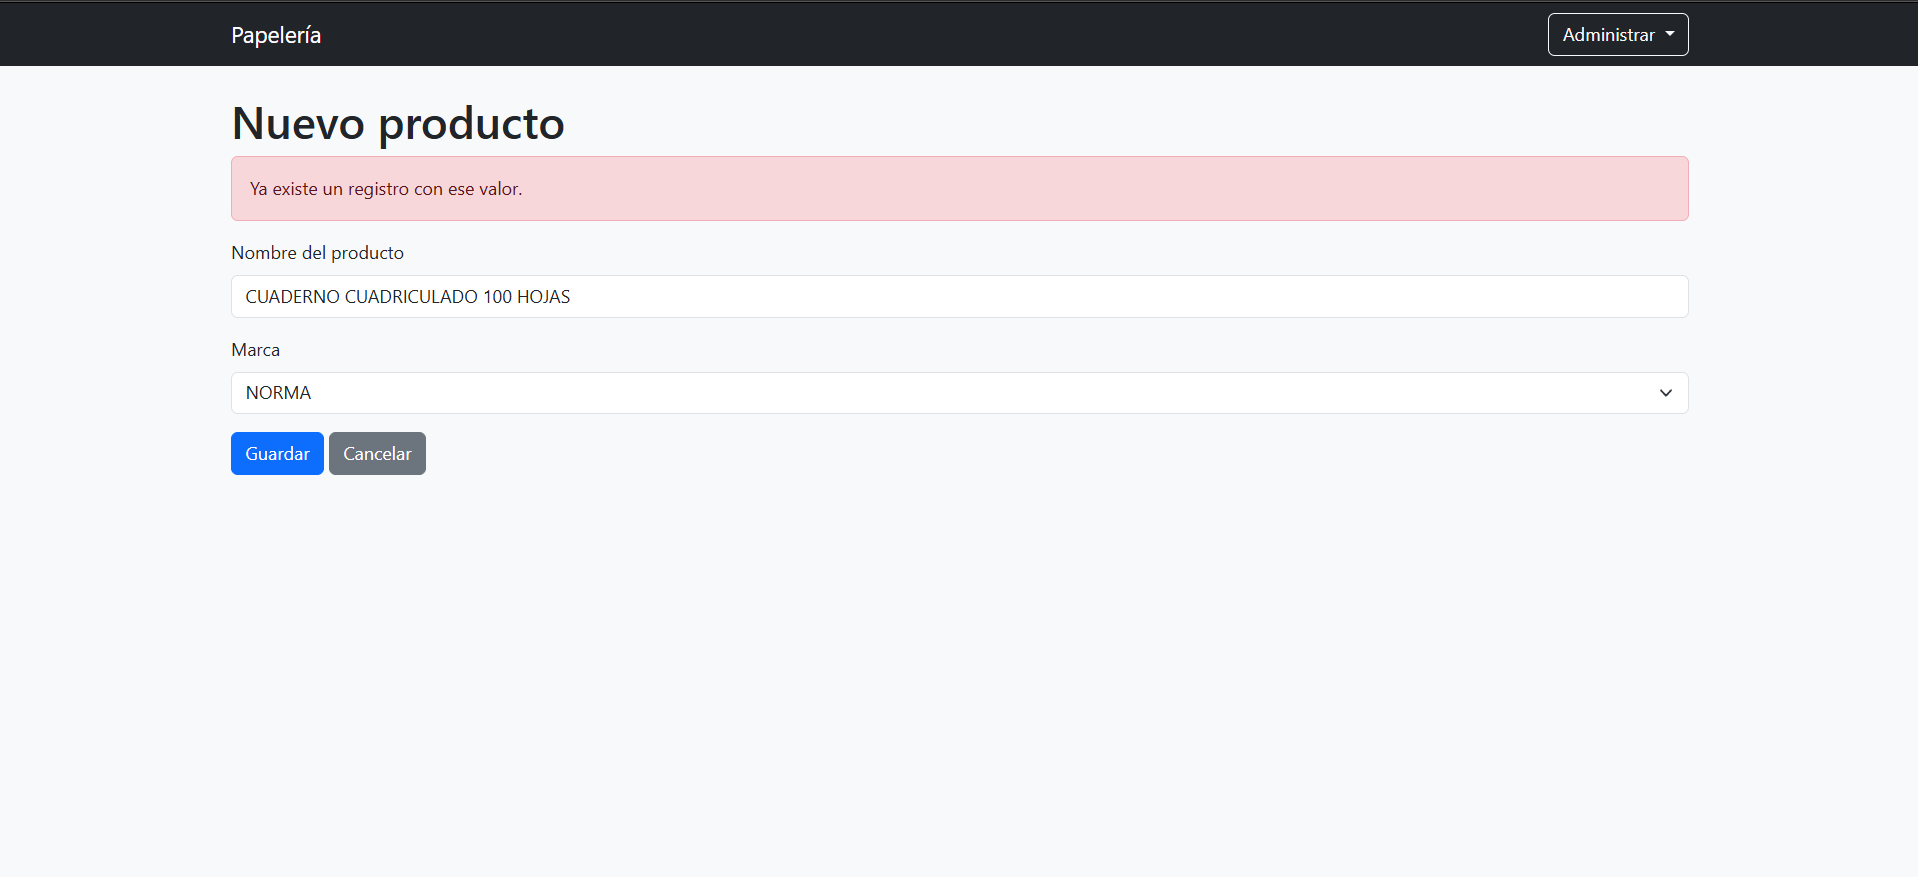 Papelería
Administrar
Nuevo producto
Ya existe un registro con ese valor.
Nombre del producto
CUADERNO CUADRICULADO 100 HOJAS
Marca
NORMA
Guardar Cancelar